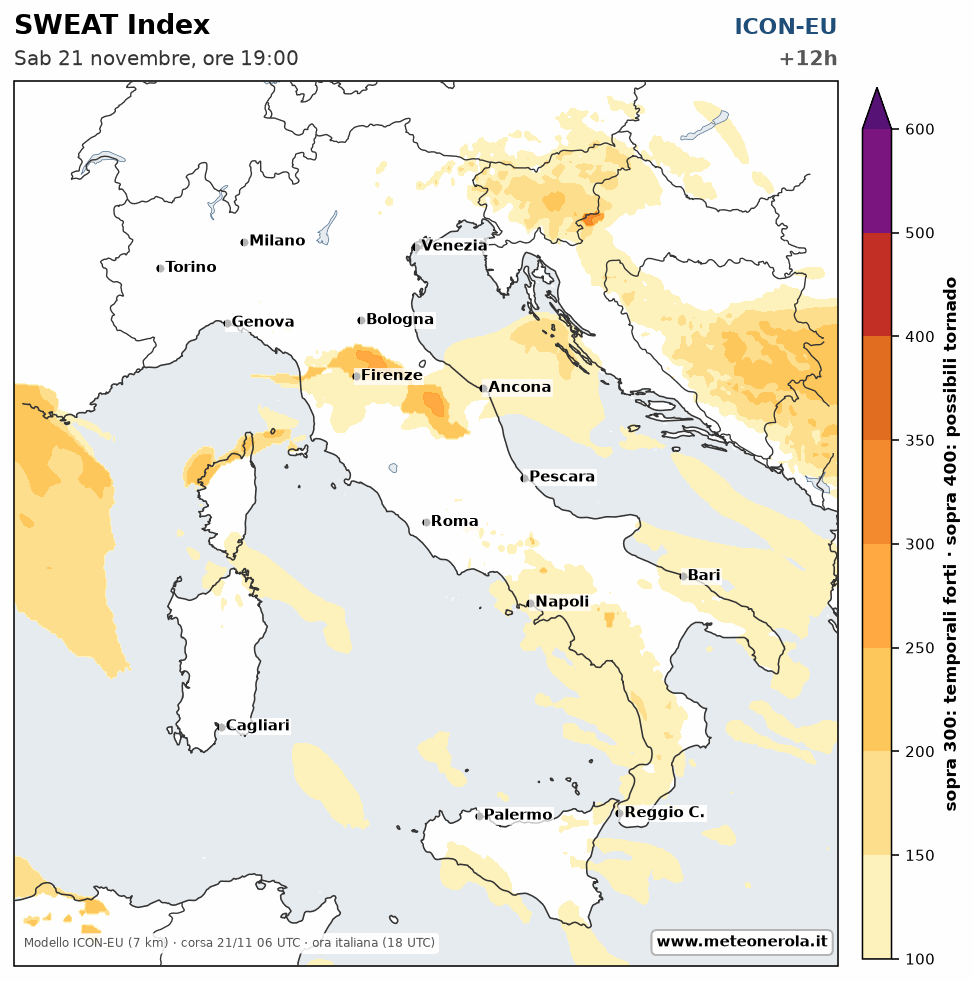 SWEAT Index
ICON-EU
Sab 21 novembre, ore 19:00
+12h
Milano
Venezia
Torino
Genova
Bologna
Firenze
Ancona
Pescara
Roma
Bari
Napoli
Cagliari
Palermo
Reggio C.
Modello ICON-EU (7 km) · corsa 21/11 06 UTC · ora italiana (18 UTC)
www.meteonerola.it
600
500
400
350
300
250
200
150
100
sopra 300: temporali forti · sopra 400: possibili tornado